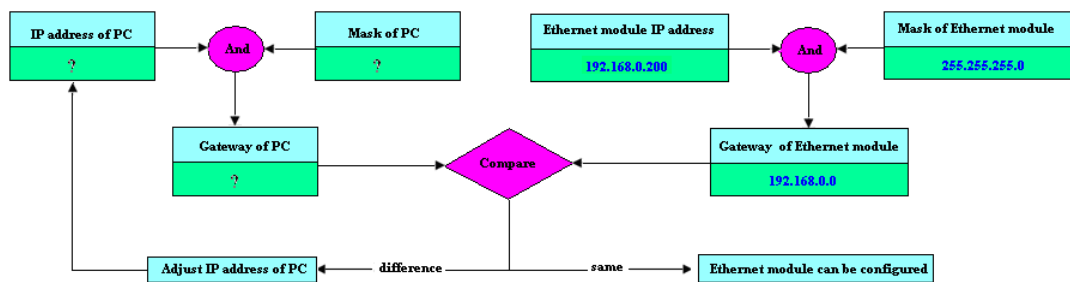 IP address of PC
?
And
Mask of PC
?
Ethernet module IP address
192.168.0.200
And
Mask of Ethernet module
255.255.255.0
Gateway of PC
?
Compare
Gateway of Ethernet module
192.168.0.0
Adjust IP address of PC
difference
same
Ethernet module can be configured